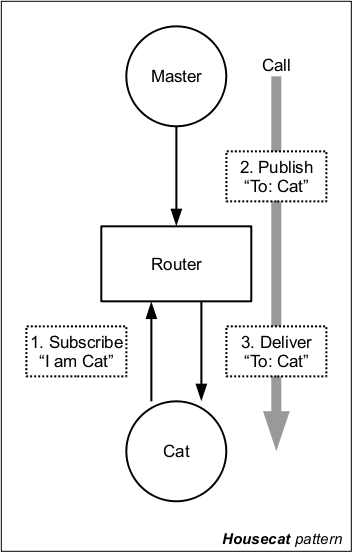 Master
Call
2. Publish
“To: Cat”
Router
1. Subscribe
“I am Cat”
3. Deliver
“To: Cat”
Cat
Housecat pattern